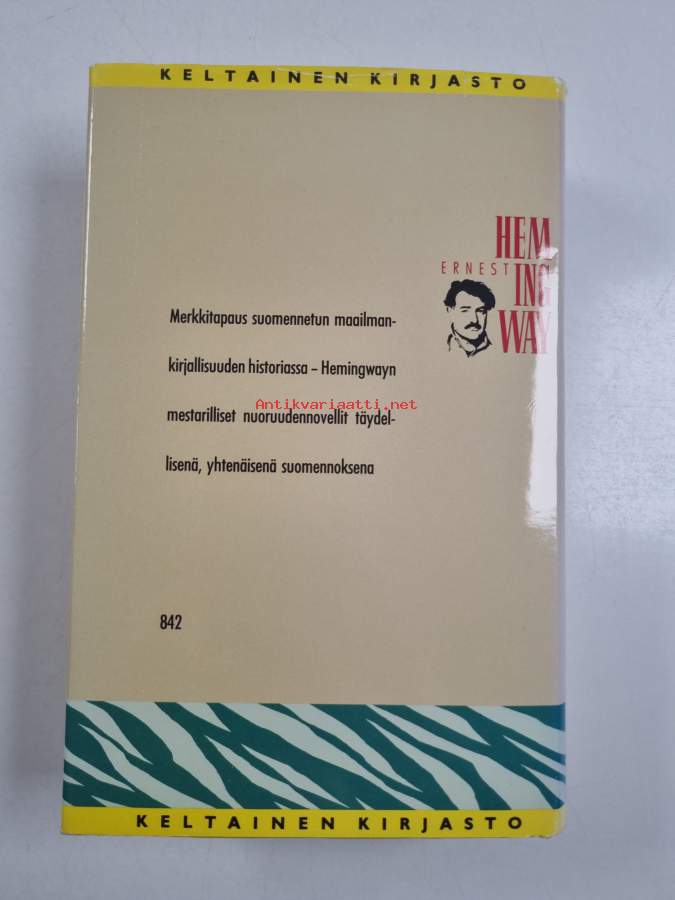 KELTAINEN KIRJASTO
HEM
ERNEST ING
WAY
Merkkitapaus suomennetun maailman-
kirjallisuuden historiassa – Hemingwayn
mestarilliset nuoruudennovellit täydel-
Antikvariaatti.net
lisenä, yhtenäisenä suomennoksena
842
KELTAINEN KIRJASTO